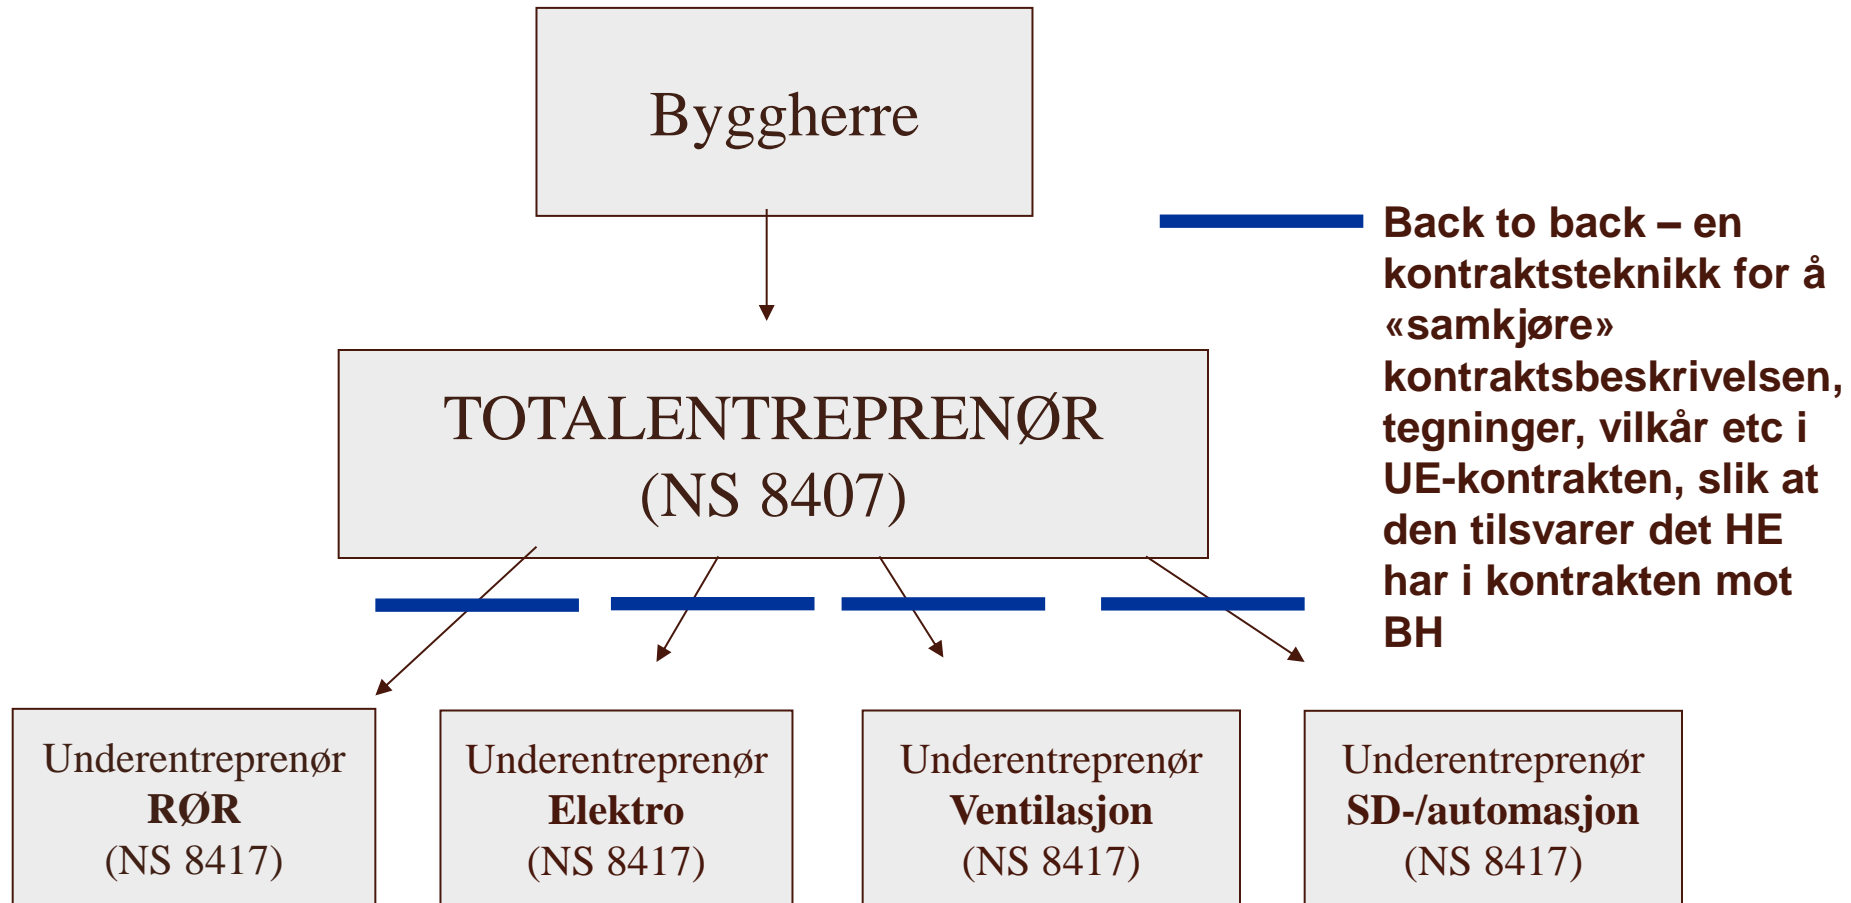 Byggherre
Back to back – en
kontraktsteknikk for å
«samkjøre»
kontraktsbeskrivelsen,
tegninger, vilkår etc i
UE-kontrakten, slik at
den tilsvarer det HE
har i kontrakten mot
BH
TOTALENTREPRENØR
(NS 8407)
Underentreprenør
RØR
(NS 8417)
Underentreprenør
Elektro
(NS 8417)
Underentreprenør
Ventilasjon
(NS 8417)
Underentreprenør
SD-/automasjon
(NS 8417)